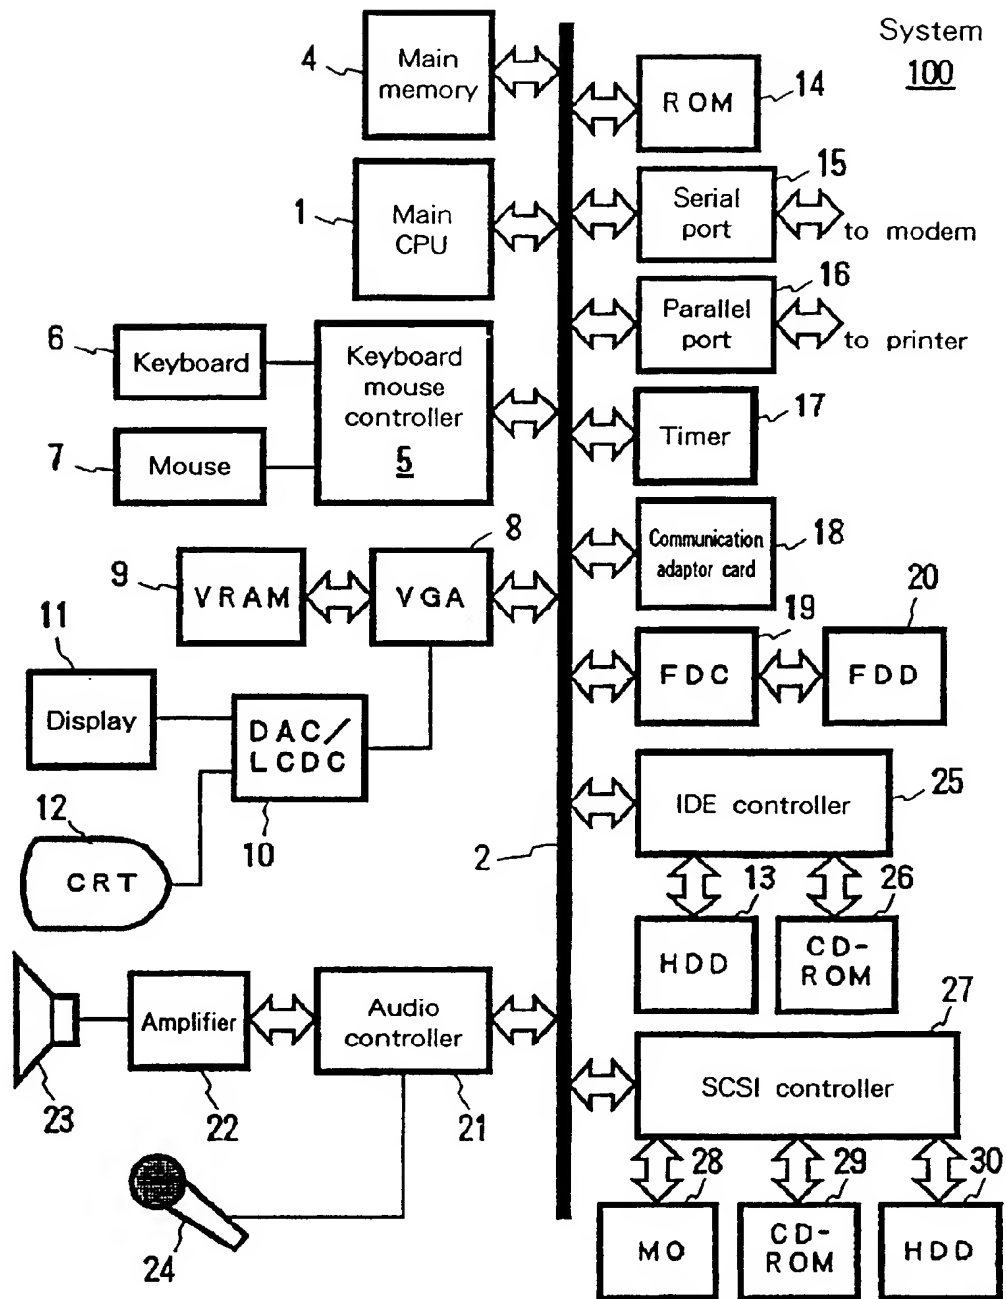 System
100
4
Main
memory
14
ROM
1
Main
CPU
15
Serial
port
to modem
16
Parallel
port
to printer
6
Keyboard
7
Mouse
Keyboard
mouse
controller
5
17
Timer
18
Communication
adaptor card
9
VRAM
8
VGA
19
FDC
20
FDD
11
Display
DAC/
LCDC
10
12
CRT
2
25
IDE controller
13
HDD
26
CD-
ROM
23
Amplifier
22
Audio
controller
21
24
27
SCSI controller
28
MO
29
CD-
ROM
30
HDD